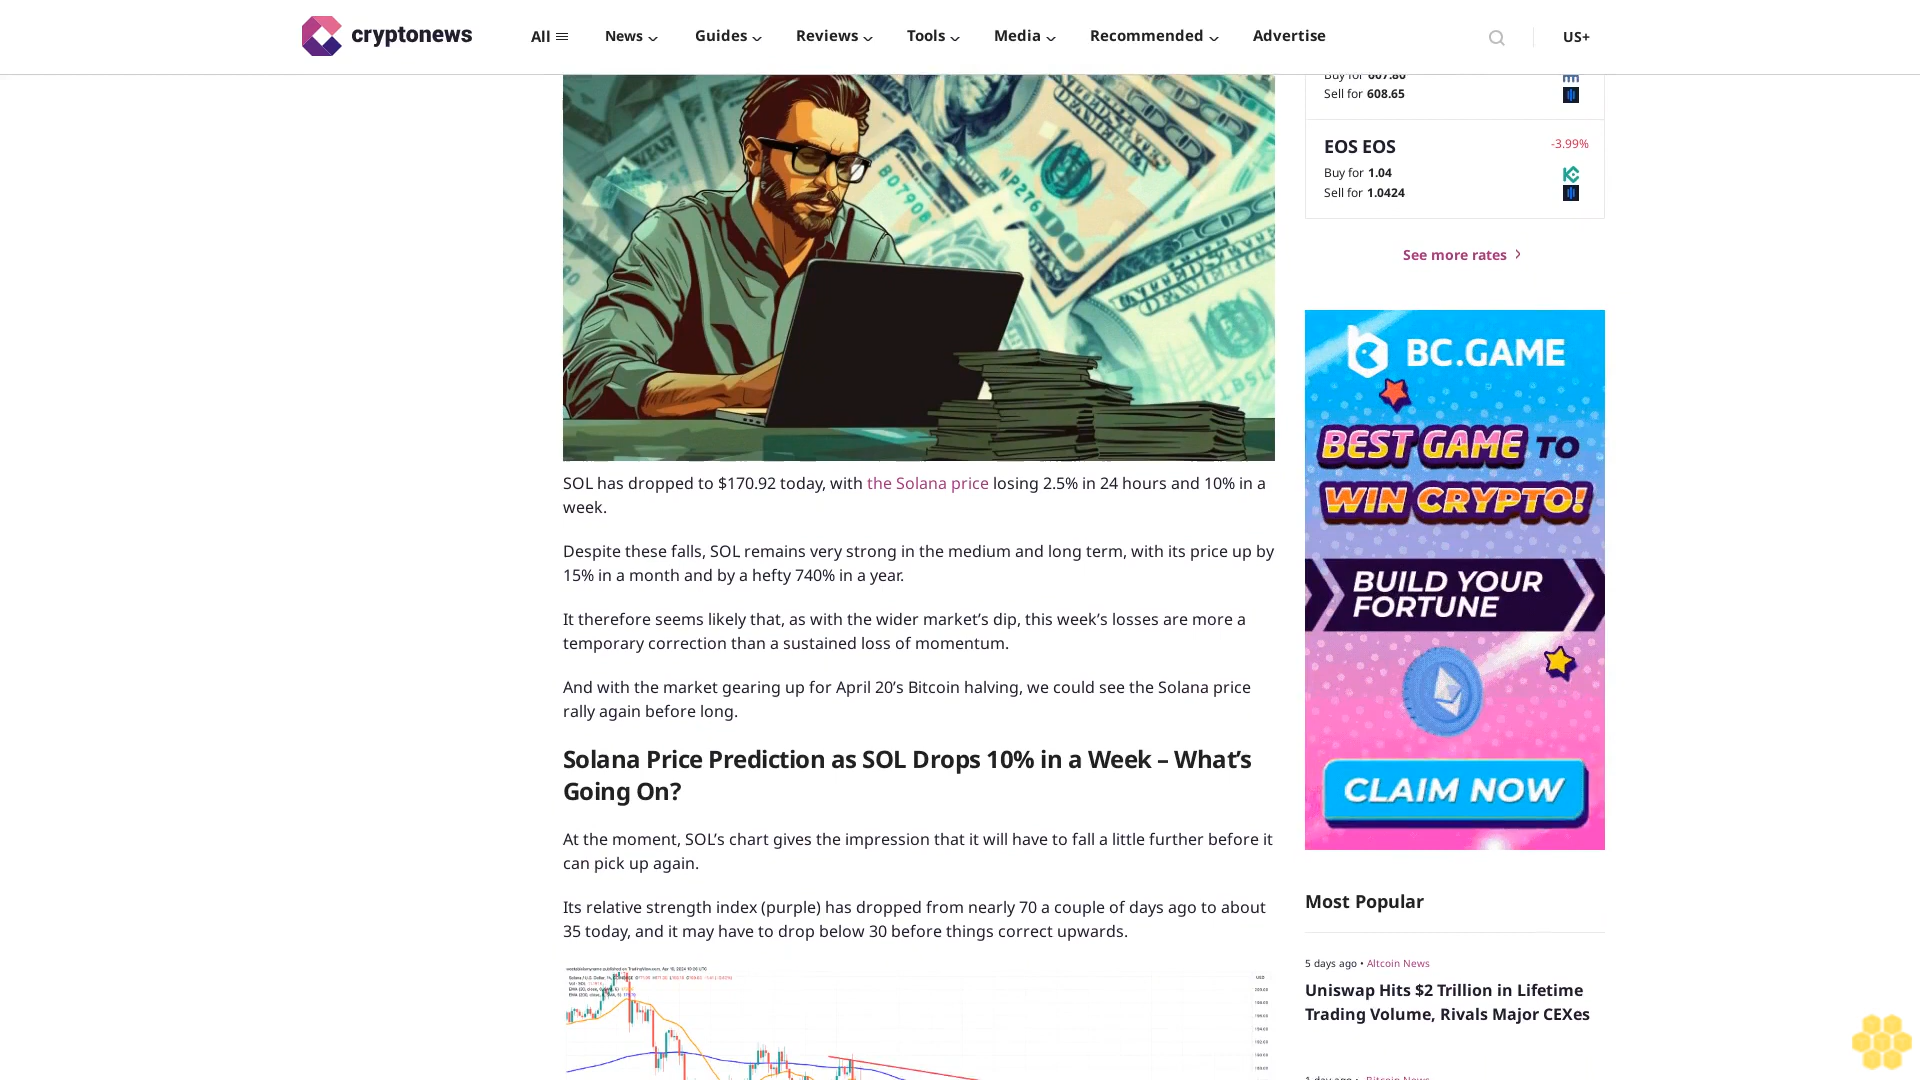 cryptonews
All
News
Guides
Reviews
Tools
Media
Recommended
Advertise
US+
B07908
NP276
SOL has dropped to $170.92 today, with the Solana price losing 2.5% in 24 hours and 10% in a
week.
Despite these falls, SOL remains very strong in the medium and long term, with its price up by
15% in a month and by a hefty 740% in a year.
It therefore seems likely that, as with the wider market’s dip, this week’s losses are more a
temporary correction than a sustained loss of momentum.
And with the market gearing up for April 20’s Bitcoin halving, we could see the Solana price
rally again before long.
Solana Price Prediction as SOL Drops 10% in a Week – What’s
Going On?
At the moment, SOL’s chart gives the impression that it will have to fall a little further before it
can pick up again.
Its relative strength index (purple) has dropped from nearly 70 a couple of days ago to about
35 today, and it may have to drop below 30 before things correct upwards.
Buy for 607.80
Sell for 608.65
EOS EOS
-3.99%
Buy for 1.04
Sell for 1.0424
See more rates
BC.GAME
BEST GAME TO
WIN CRYPTO!
BUILD YOUR
FORTUNE
CLAIM NOW
Most Popular
5 days ago • Altcoin News
Uniswap Hits $2 Trillion in Lifetime
Trading Volume, Rivals Major CEXes
1 day ago • Bitcoin News